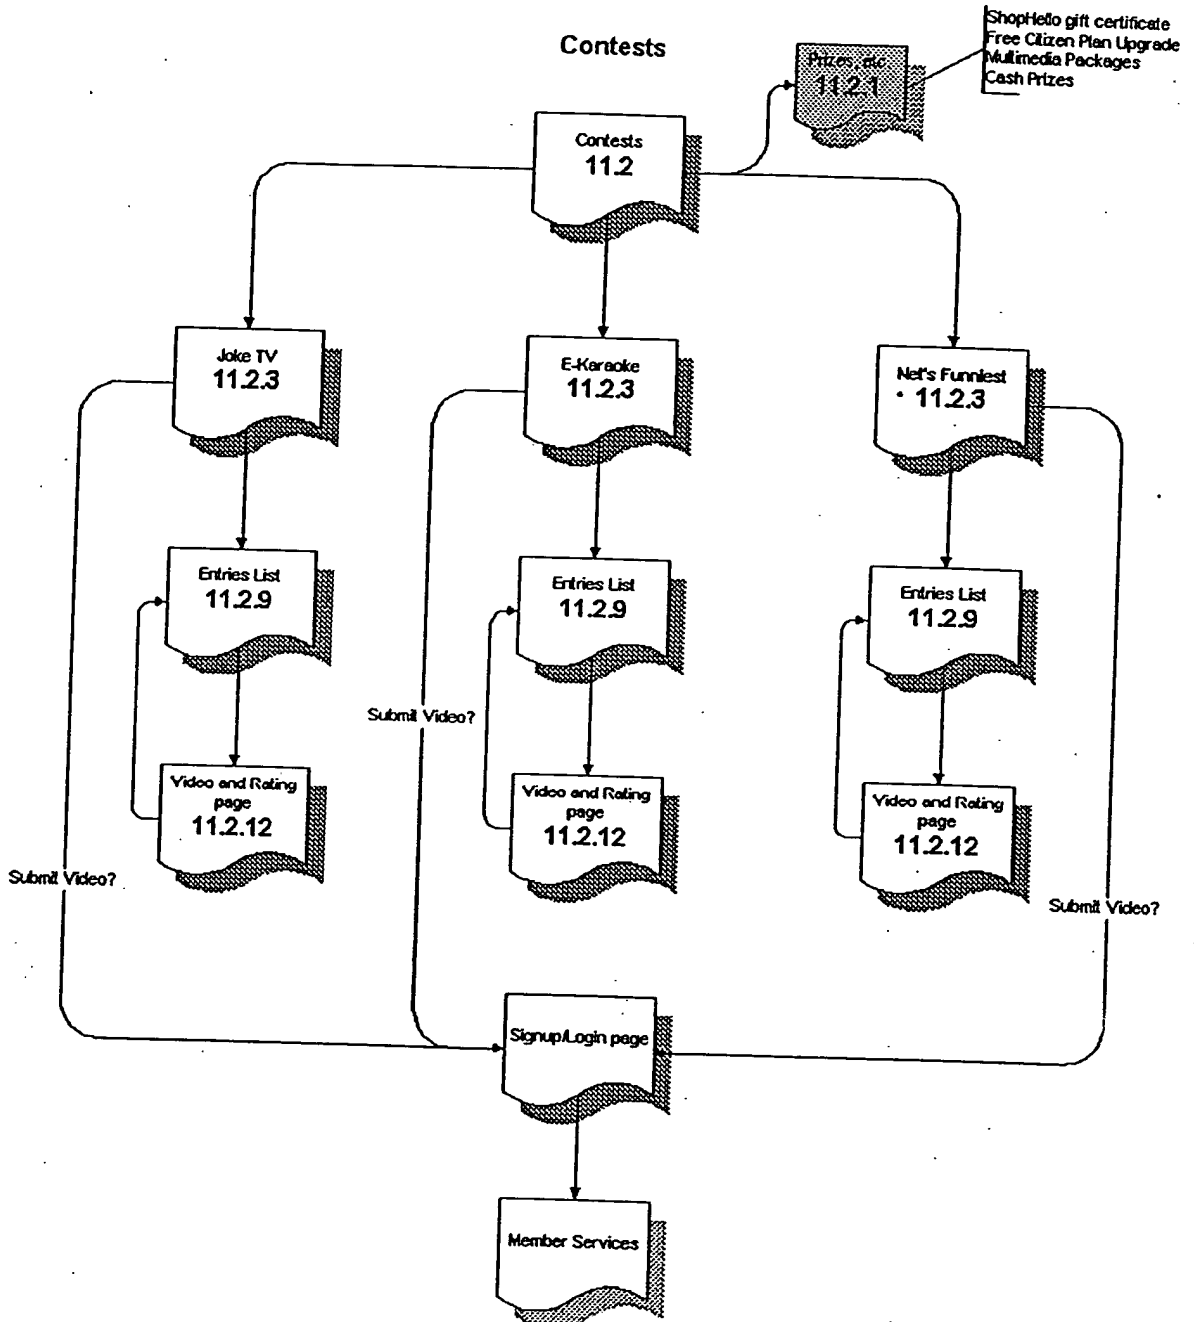 ShopHello gift certificate
Free Citizen Plan Upgrade
Multimedia Packages
Cash Prizes
Contests
Prizes, etc
11.2.1
Contests
11.2
Joke TV
11.2.3
E-Karaoke
11.2.3
Net's Funniest
11.2.3
Entries List
11.2.9
Entries List
11.2.9
Entries List
11.2.9
Submit Video?
Video and Rating
page
11.2.12
Video and Rating
page
11.2.12
Video and Rating
page
11.2.12
Submit Video?
Submit Video?
Signup/Login page
Member Services